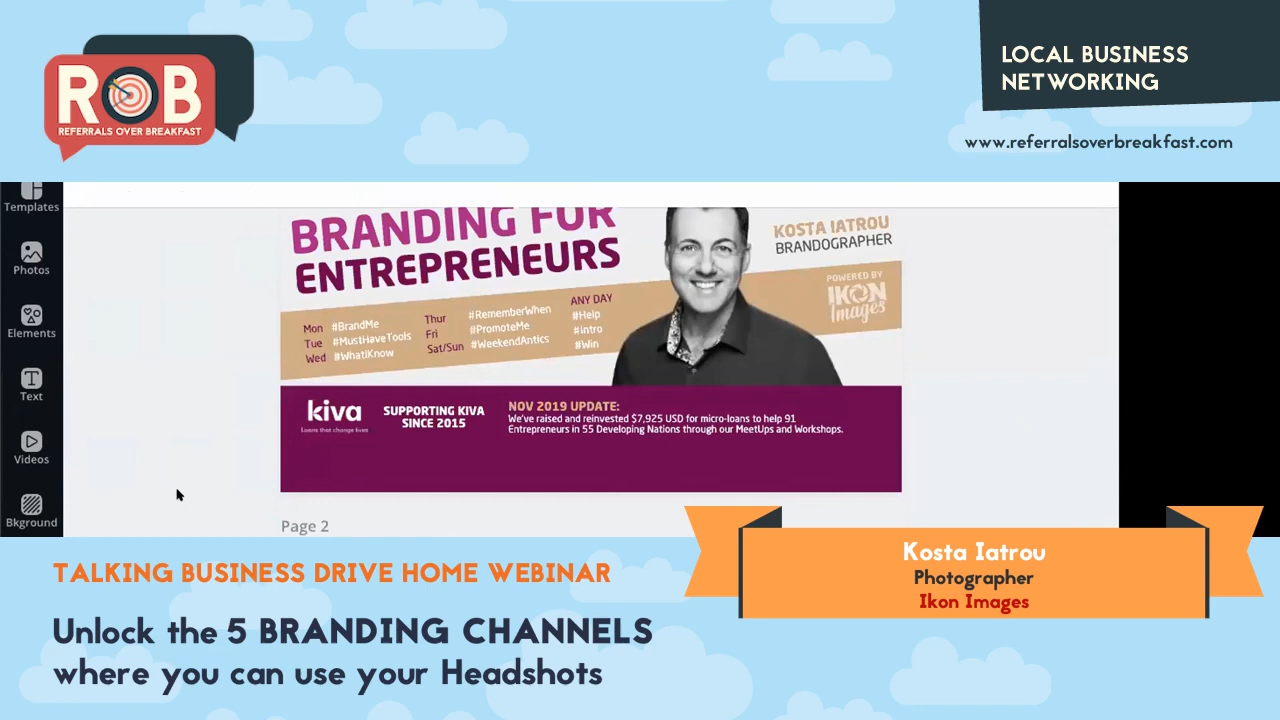 ROB
REFERRALS OVER BREAKFAST
LOCAL BUSINESS
NETWORKING
www.referralsoverbreakfast.com
Templates
Photos
Elements
Text
Videos
Bkground
BRANDING FOR
ENTREPRENEURS
KOSTA IATROU
BRANDOGRAPHER
POWERED BY
IKON
Images
Mon #BrandMe
Tue #MustHaveTools
Wed #WhatIKnow
Thur #RememberWhen
Fri #PromoteMe
Sat/Sun #WeekendAntics
ANY DAY
#Help
#Intro
#Win
kiva
Loans that change lives
SUPPORTING KIVA
SINCE 2015
NOV 2019 UPDATE:
We've raised and reinvested $7,925 USD for micro-loans to help 91
Entrepreneurs in 55 Developing Nations through our MeetUps and Workshops.
Page 2
Kosta Iatrou
Photographer
Ikon Images
TALKING BUSINESS DRIVE HOME WEBINAR
Unlock the 5 BRANDING CHANNELS
where you can use your Headshots